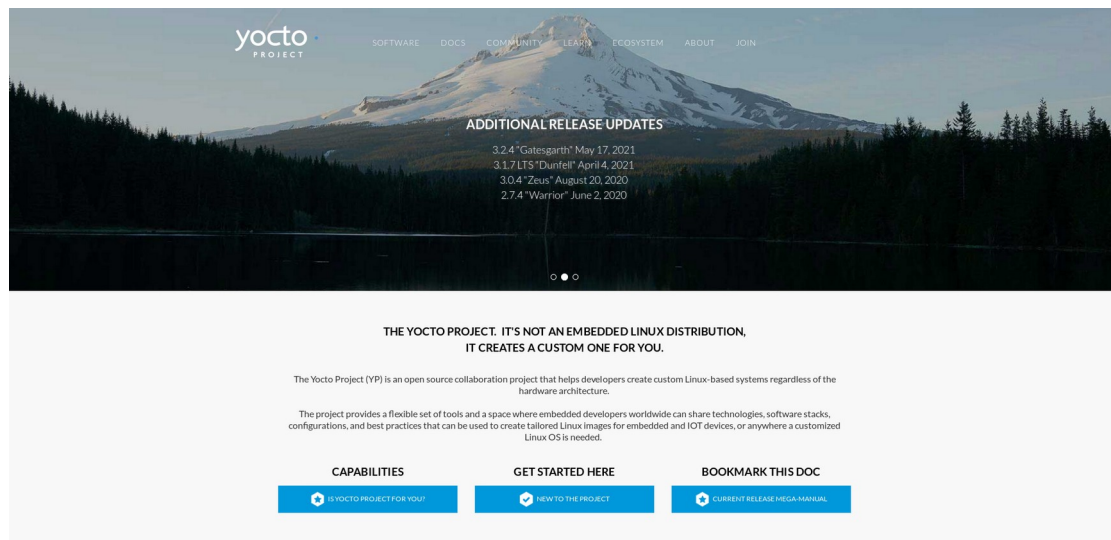 yocto
PROJECT
SOFTWARE DOCS COMMUNITY LEARN ECOSYSTEM ABOUT JOIN
ADDITIONAL RELEASE UPDATES
3.2.4 "Gatesgarth" May 17, 2021
3.1.7 LTS "Dunfell" April 4, 2021
3.0.4 "Zeus" August 20, 2020
2.7.4 "Warrior" June 2, 2020
THE YOCTO PROJECT. IT'S NOT AN EMBEDDED LINUX DISTRIBUTION,
IT CREATES A CUSTOM ONE FOR YOU.
The Yocto Project (YP) is an open source collaboration project that helps developers create custom Linux-based systems regardless of the
hardware architecture.
The project provides a flexible set of tools and a space where embedded developers worldwide can share technologies, software stacks,
configurations, and best practices that can be used to create tailored Linux images for embedded and IOT devices, or anywhere a customized
Linux OS is needed.
CAPABILITIES GET STARTED HERE BOOKMARK THIS DOC
IS YOCTO PROJECT FOR YOU? NEW TO THE PROJECT CURRENT RELEASE MEGA-MANUAL